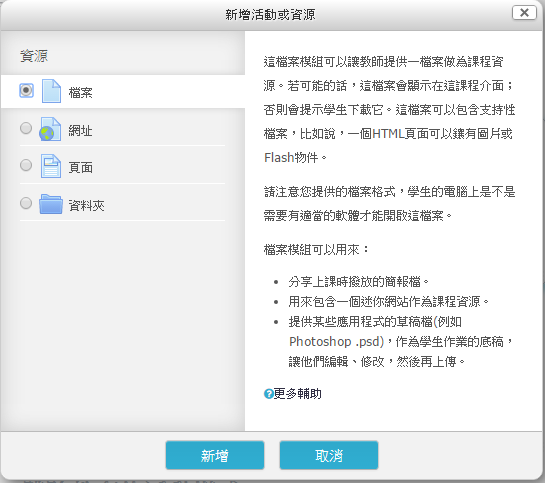 新增活動或資源
資源
檔案
網址
頁面
資料夾
這檔案模組可以讓教師提供一檔案做為課程資
源。若可能的話，這檔案會顯示在這課程介面；
否則會提示學生下載它。這檔案可以包含支持性
檔案，比如說，一個HTML頁面可以鑲有圖片或
Flash物件。
請注意您提供的檔案格式，學生的電腦上是不是
需要有適當的軟體才能開啟這檔案。
檔案模組可以用來：
分享上課時撥放的簡報檔。
用來包含一個迷你網站作為課程資源。
提供某些應用程式的草稿檔(例如
Photoshop .psd)，作為學生作業的底稿，
讓他們編輯、修改，然後再上傳。
更多輔助
新增
取消